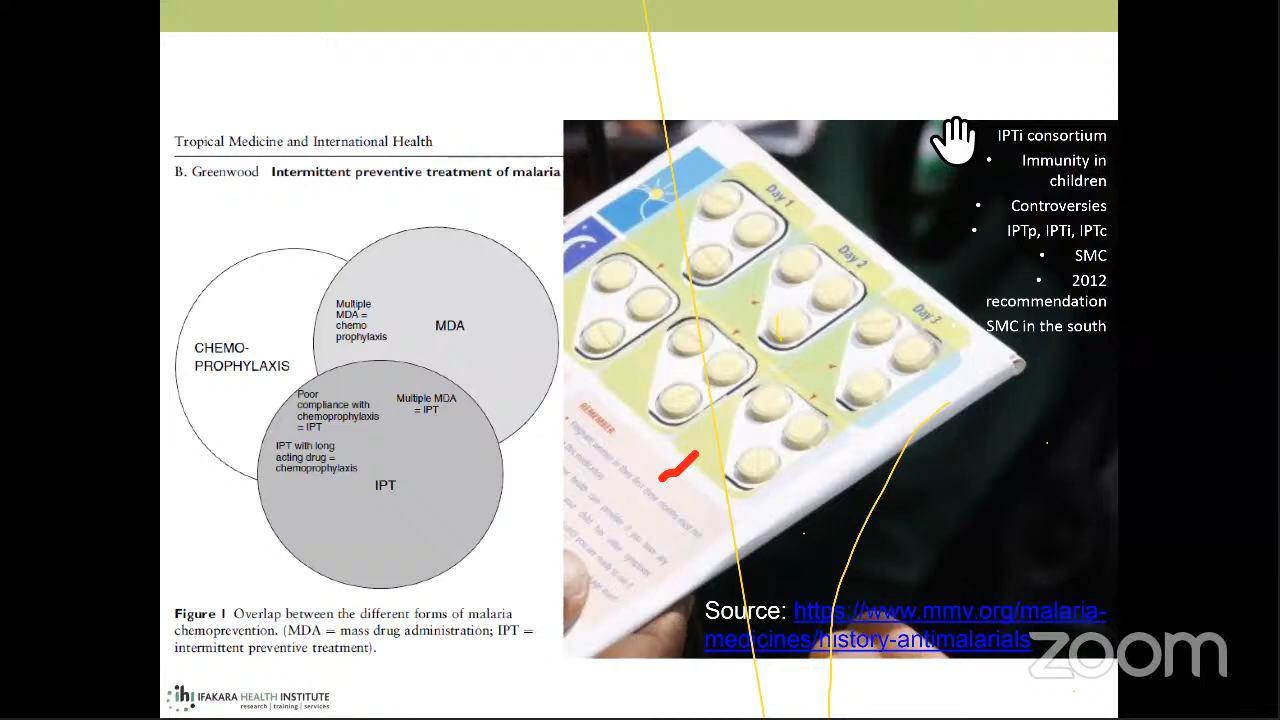 Tropical Medicine and International Health
B. Greenwood Intermittent preventive treatment of malaria
CHEMO-
PROPHYLAXIS
Multiple
MDA =
chemo
prophylaxis
MDA
Poor
compliance with
chemoprophylaxis
= IPT
Multiple MDA
= IPT
IPT with long
acting drug =
chemoprophylaxis
IPT
Figure 1 Overlap between the different forms of malaria
chemoprevention. (MDA = mass drug administration; IPT =
intermittent preventive treatment).
IFAKARA HEALTH INSTITUTE
research | training | services
Day 1
Day 2
Day 3
REMEMBER
IPTi consortium
• Immunity in
children
• Controversies
• IPTp, IPTi, IPTc
• SMC
• 2012
recommendation
• SMC in the south
Source: https://www.mmv.org/malaria-
medicines/history-antimalarials
zoom